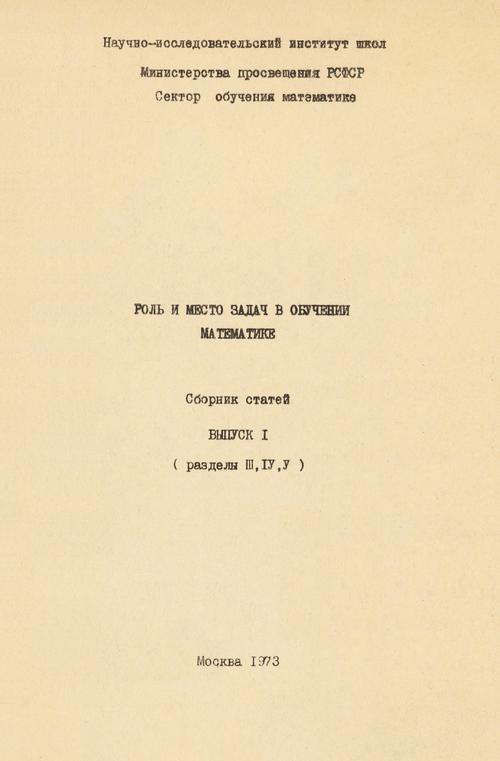 Научно-исследовательский институт школ
Министерства просвещения РСФСР
Сектор обучения математике
РОЛЬ И МЕСТО ЗАДАЧ В ОБУЧЕНИИ
МАТЕМАТИКЕ
Сборник статей
ВЫПУСК I
( разделы Ш,IУ,У )
Москва 1973